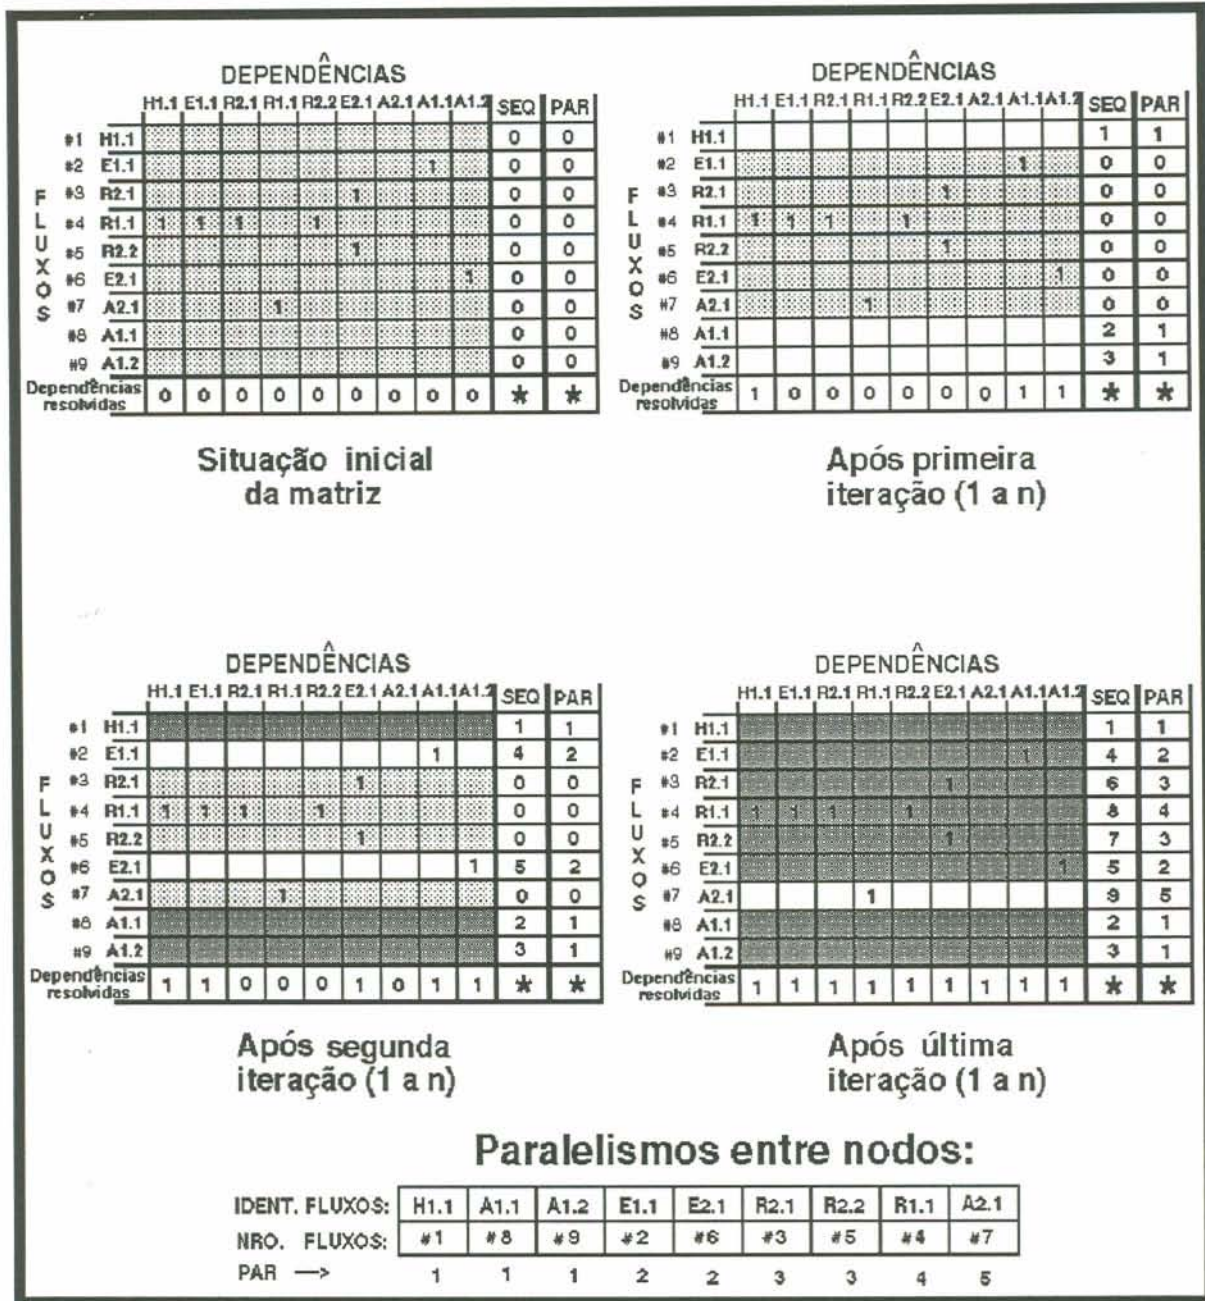 DEPENDÊNCIAS
H1.1 E1.1 R2.1 R1.1 R2.2 E2.1 A2.1 A1.1 A1.2 SEQ PAR
FLUXOS
#1 H1.1 0 0
#2 E1.1 1 0 0
#3 R2.1 1 0 0
#4 R1.1 1 1 1 1 0 0
#5 R2.2 1 0 0
#6 E2.1 1 0 0
#7 A2.1 1 0 0
#8 A1.1 0 0
#9 A1.2 0 0
Dependências
resolvidas 0 0 0 0 0 0 0 0 0 * *
Situação inicial
da matriz
DEPENDÊNCIAS
H1.1 E1.1 R2.1 R1.1 R2.2 E2.1 A2.1 A1.1 A1.2 SEQ PAR
FLUXOS
#1 H1.1 1 1
#2 E1.1 1 0 0
#3 R2.1 1 0 0
#4 R1.1 1 1 1 1 0 0
#5 R2.2 1 0 0
#6 E2.1 1 0 0
#7 A2.1 1 0 0
#8 A1.1 2 1
#9 A1.2 3 1
Dependências
resolvidas 1 0 0 0 0 0 0 1 1 * *
Após primeira
iteração (1 a n)
DEPENDÊNCIAS
H1.1 E1.1 R2.1 R1.1 R2.2 E2.1 A2.1 A1.1 A1.2 SEQ PAR
FLUXOS
#1 H1.1 1 1
#2 E1.1 1 4 2
#3 R2.1 1 0 0
#4 R1.1 1 1 1 1 0 0
#5 R2.2 1 0 0
#6 E2.1 1 5 2
#7 A2.1 1 0 0
#8 A1.1 2 1
#9 A1.2 3 1
Dependências
resolvidas 1 1 0 0 0 1 0 1 1 * *
Após segunda
iteração (1 a n)
DEPENDÊNCIAS
H1.1 E1.1 R2.1 R1.1 R2.2 E2.1 A2.1 A1.1 A1.2 SEQ PAR
FLUXOS
#1 H1.1 1 1
#2 E1.1 1 4 2
#3 R2.1 1 6 3
#4 R1.1 1 1 1 1 8 4
#5 R2.2 1 7 3
#6 E2.1 1 5 2
#7 A2.1 1 9 5
#8 A1.1 2 1
#9 A1.2 3 1
Dependências
resolvidas 1 1 1 1 1 1 1 1 1 * *
Após última
iteração (1 a n)
Paralelismos entre nodos:
IDENT. FLUXOS: H1.1 A1.1 A1.2 E1.1 E2.1 R2.1 R2.2 R1.1 A2.1
NRO. FLUXOS: #1 #8 #9 #2 #6 #3 #5 #4 #7
PAR —> 1 1 1 2 2 3 3 4 5